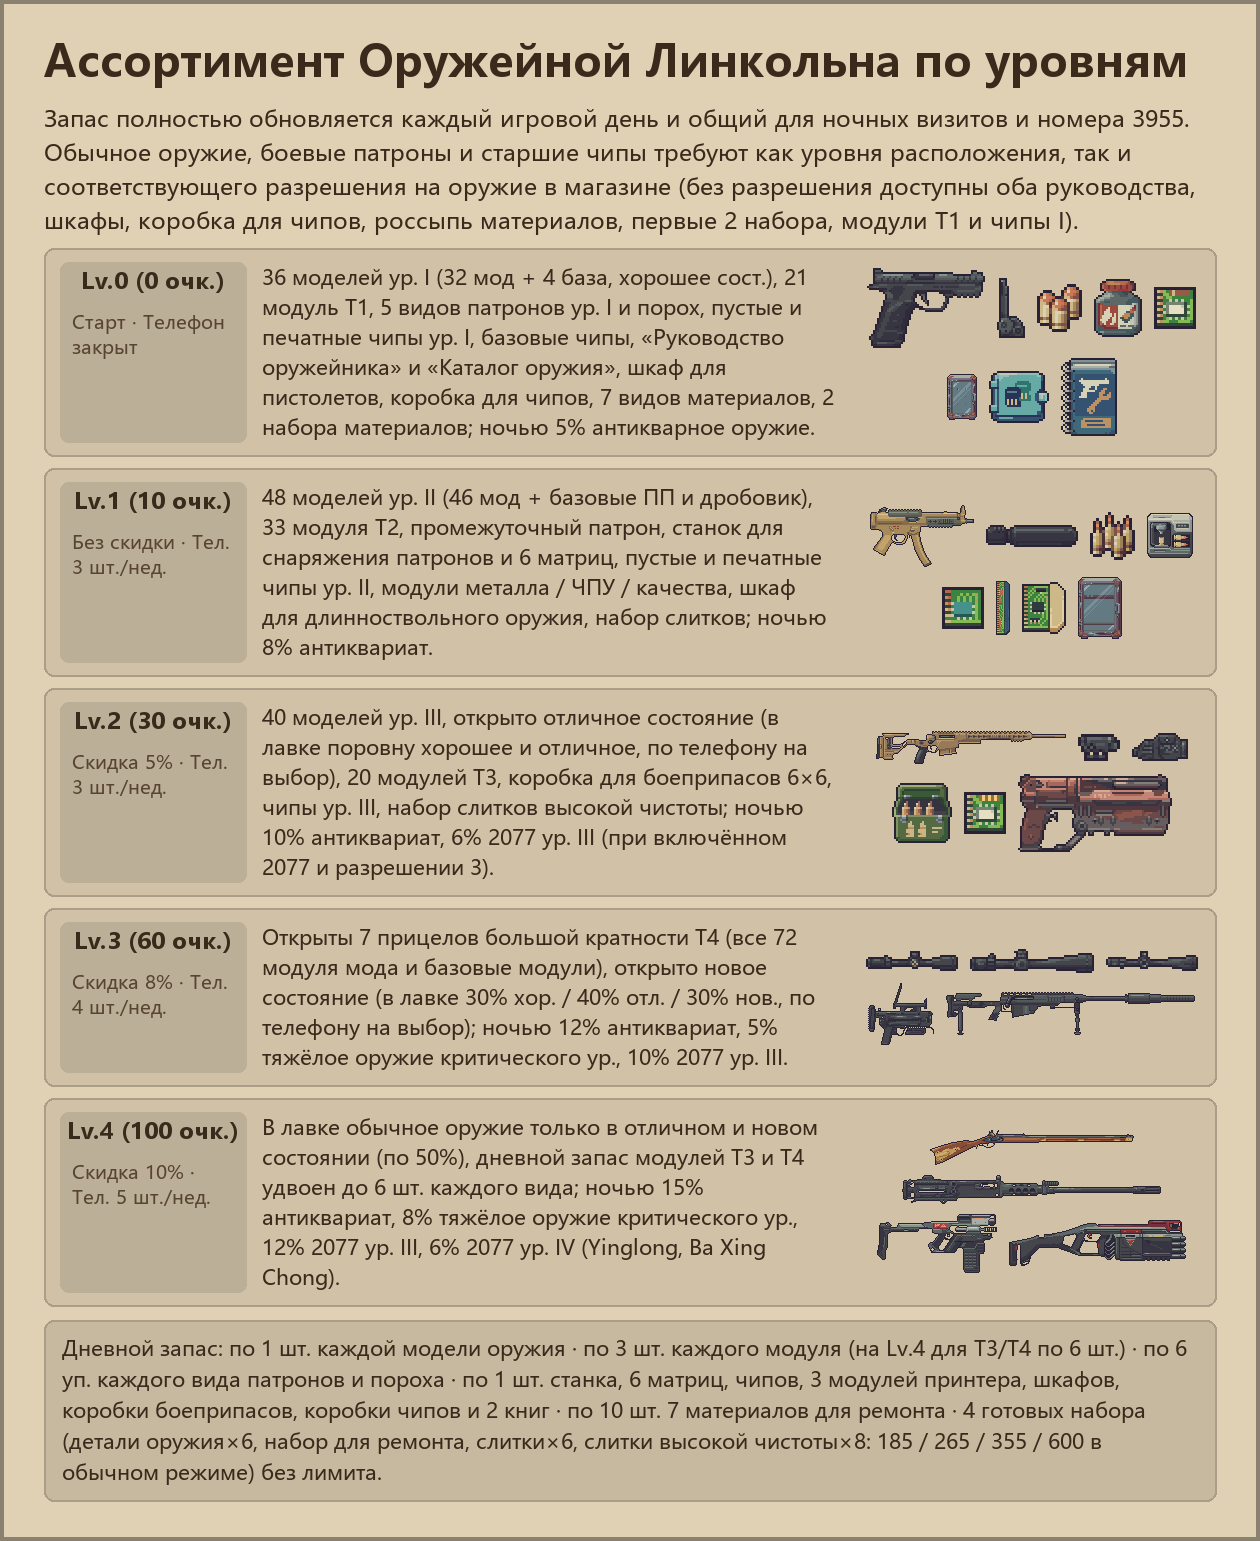 Ассортимент Оружейной Линкольна по уровням
Запас полностью обновляется каждый игровой день и общий для ночных визитов и номера 3955.
Обычное оружие, боевые патроны и старшие чипы требуют как уровня расположения, так и
соответствующего разрешения на оружие в магазине (без разрешения доступны оба руководства,
шкафы, коробка для чипов, россыпь материалов, первые 2 набора, модули T1 и чипы I).
Lv.0 (0 очк.)
Старт · Телефон
закрыт
36 моделей ур. I (32 мод + 4 база, хорошее сост.), 21
модуль T1, 5 видов патронов ур. I и порох, пустые и
печатные чипы ур. I, базовые чипы, «Руководство
оружейника» и «Каталог оружия», шкаф для
пистолетов, коробка для чипов, 7 видов материалов, 2
набора материалов; ночью 5% антикварное оружие.
Lv.1 (10 очк.)
Без скидки · Тел.
3 шт./нед.
48 моделей ур. II (46 мод + базовые ПП и дробовик),
33 модуля T2, промежуточный патрон, станок для
снаряжения патронов и 6 матриц, пустые и печатные
чипы ур. II, модули металла / ЧПУ / качества, шкаф
для длинноствольного оружия, набор слитков; ночью
8% антиквариат.
Lv.2 (30 очк.)
Скидка 5% · Тел.
3 шт./нед.
40 моделей ур. III, открыто отличное состояние (в
лавке поровну хорошее и отличное, по телефону на
выбор), 20 модулей T3, коробка для боеприпасов 6×6,
чипы ур. III, набор слитков высокой чистоты; ночью
10% антиквариат, 6% 2077 ур. III (при включённом
2077 и разрешении 3).
Lv.3 (60 очк.)
Скидка 8% · Тел.
4 шт./нед.
Открыты 7 прицелов большой кратности T4 (все 72
модуля мода и базовые модули), открыто новое
состояние (в лавке 30% хор. / 40% отл. / 30% нов., по
телефону на выбор); ночью 12% антиквариат, 5%
тяжёлое оружие критического ур., 10% 2077 ур. III.
Lv.4 (100 очк.)
Скидка 10% ·
Тел. 5 шт./нед.
В лавке обычное оружие только в отличном и новом
состоянии (по 50%), дневной запас модулей T3 и T4
удвоен до 6 шт. каждого вида; ночью 15%
антиквариат, 8% тяжёлое оружие критического ур.,
12% 2077 ур. III, 6% 2077 ур. IV (Yinglong, Ba Xing
Chong).
Дневной запас: по 1 шт. каждой модели оружия · по 3 шт. каждого модуля (на Lv.4 для T3/T4 по 6 шт.) · по 6
уп. каждого вида патронов и пороха · по 1 шт. станка, 6 матриц, чипов, 3 модулей принтера, шкафов,
коробки боеприпасов, коробки чипов и 2 книг · по 10 шт. 7 материалов для ремонта · 4 готовых набора
(детали оружия×6, набор для ремонта, слитки×6, слитки высокой чистоты×8: 185 / 265 / 355 / 600 в
обычном режиме) без лимита.